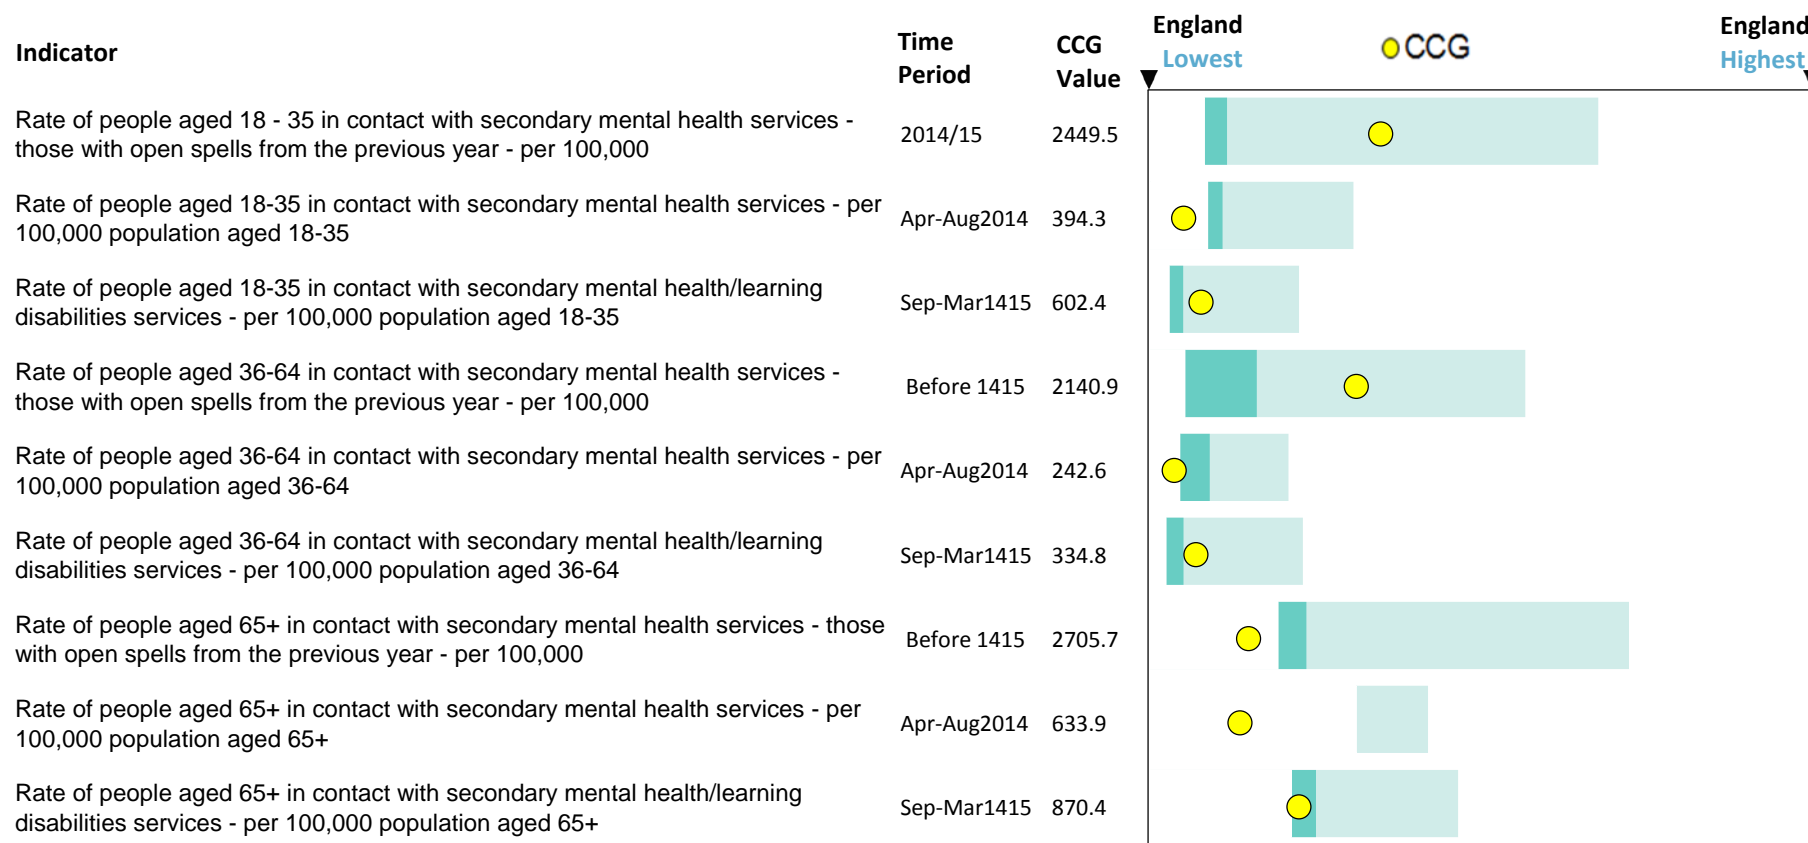 Indicator
Time
Period
CCG
Value
England
Lowest
CCG
England
Highest
Rate of people aged 18 - 35 in contact with secondary mental health services -
those with open spells from the previous year - per 100,000
2014/15
2449.5
Rate of people aged 18-35 in contact with secondary mental health services - per
100,000 population aged 18-35
Apr-Aug2014
394.3
Rate of people aged 18-35 in contact with secondary mental health/learning
disabilities services - per 100,000 population aged 18-35
Sep-Mar1415
602.4
Rate of people aged 36-64 in contact with secondary mental health services -
those with open spells from the previous year - per 100,000
Before 1415
2140.9
Rate of people aged 36-64 in contact with secondary mental health services - per
100,000 population aged 36-64
Apr-Aug2014
242.6
Rate of people aged 36-64 in contact with secondary mental health/learning
disabilities services - per 100,000 population aged 36-64
Sep-Mar1415
334.8
Rate of people aged 65+ in contact with secondary mental health services - those
with open spells from the previous year - per 100,000
Before 1415
2705.7
Rate of people aged 65+ in contact with secondary mental health services - per
100,000 population aged 65+
Apr-Aug2014
633.9
Rate of people aged 65+ in contact with secondary mental health/learning
disabilities services - per 100,000 population aged 65+
Sep-Mar1415
870.4